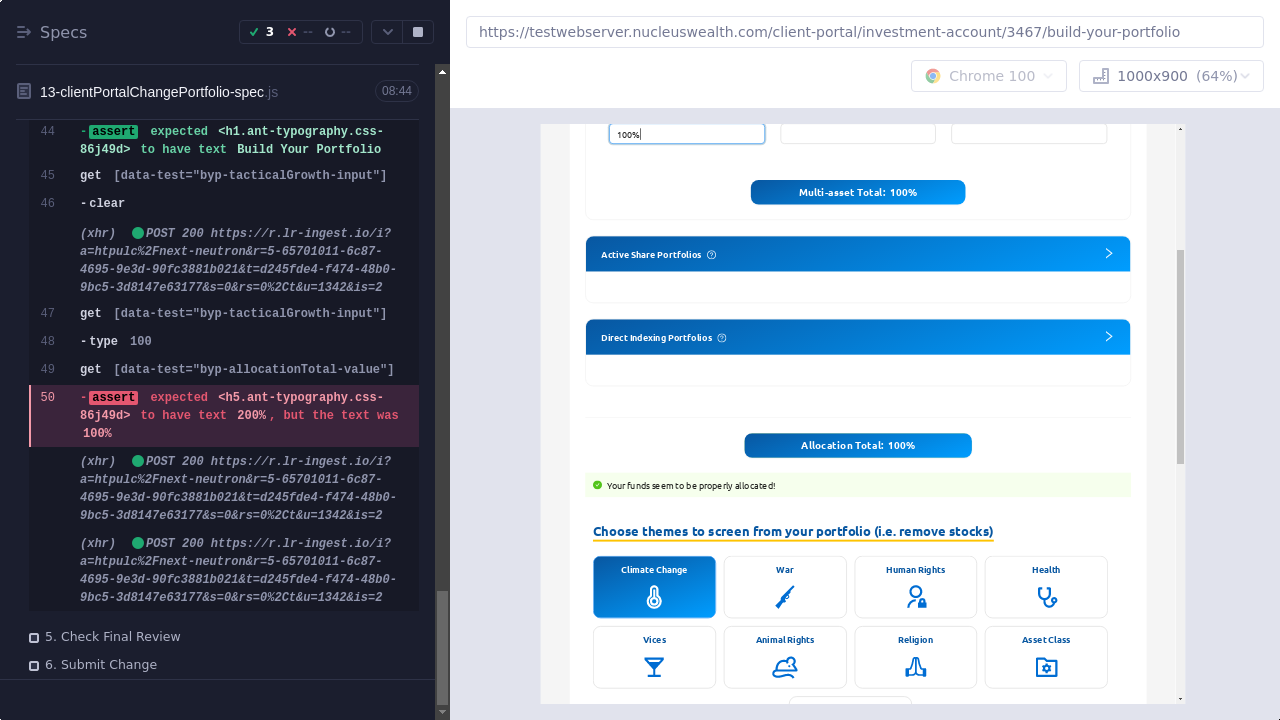 Specs
3
--
--
https://testwebserver.nucleuswealth.com/client-portal/investment-account/3467/build-your-portfolio
Chrome 100
1000x900 (64%)
13-clientPortalChangePortfolio-spec.js
08:44
44 -assert expected <h1.ant-typography.css-
86j49d> to have text Build Your Portfolio
45 get [data-test="byp-tacticalGrowth-input"]
46 -clear
(xhr) POST 200 https://r.lr-ingest.io/i?
a=htpulc%2Fnext-neutron&r=5-65701011-6c87-
4695-9e3d-90fc3881b021&t=d245fde4-f474-48b0-
9bc5-3d8147e63177&s=0&rs=0%2Ct&u=1342&is=2
47 get [data-test="byp-tacticalGrowth-input"]
48 -type 100
49 get [data-test="byp-allocationTotal-value"]
50 -assert expected <h5.ant-typography.css-
86j49d> to have text 200%, but the text was
100%
(xhr) POST 200 https://r.lr-ingest.io/i?
a=htpulc%2Fnext-neutron&r=5-65701011-6c87-
4695-9e3d-90fc3881b021&t=d245fde4-f474-48b0-
9bc5-3d8147e63177&s=0&rs=0%2Ct&u=1342&is=2
(xhr) POST 200 https://r.lr-ingest.io/i?
a=htpulc%2Fnext-neutron&r=5-65701011-6c87-
4695-9e3d-90fc3881b021&t=d245fde4-f474-48b0-
9bc5-3d8147e63177&s=0&rs=0%2Ct&u=1342&is=2
5. Check Final Review
6. Submit Change
100%
Multi-asset Total: 100%
Active Share Portfolios
Direct Indexing Portfolios
Allocation Total: 100%
Your funds seem to be properly allocated!
Choose themes to screen from your portfolio (i.e. remove stocks)
Climate Change
War
Human Rights
Health
Vices
Animal Rights
Religion
Asset Class